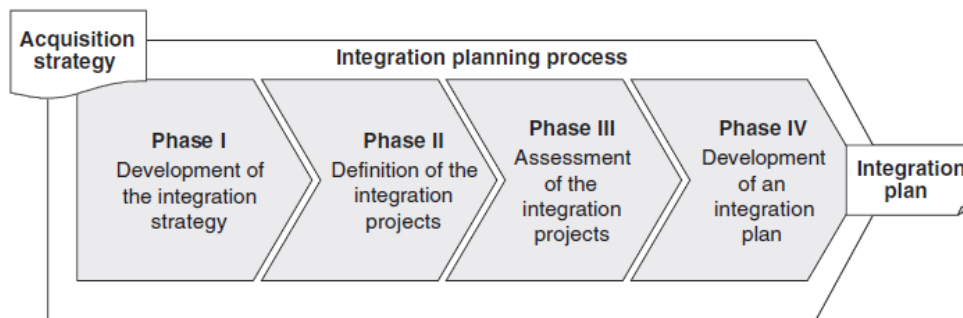 Acquisition
strategy
Integration planning process
Phase I
Development of
the integration
strategy
Phase II
Definition of the
integration
projects
Phase III
Assessment
of the
integration
projects
Phase IV
Development
of an
integration
plan
Integration
plan